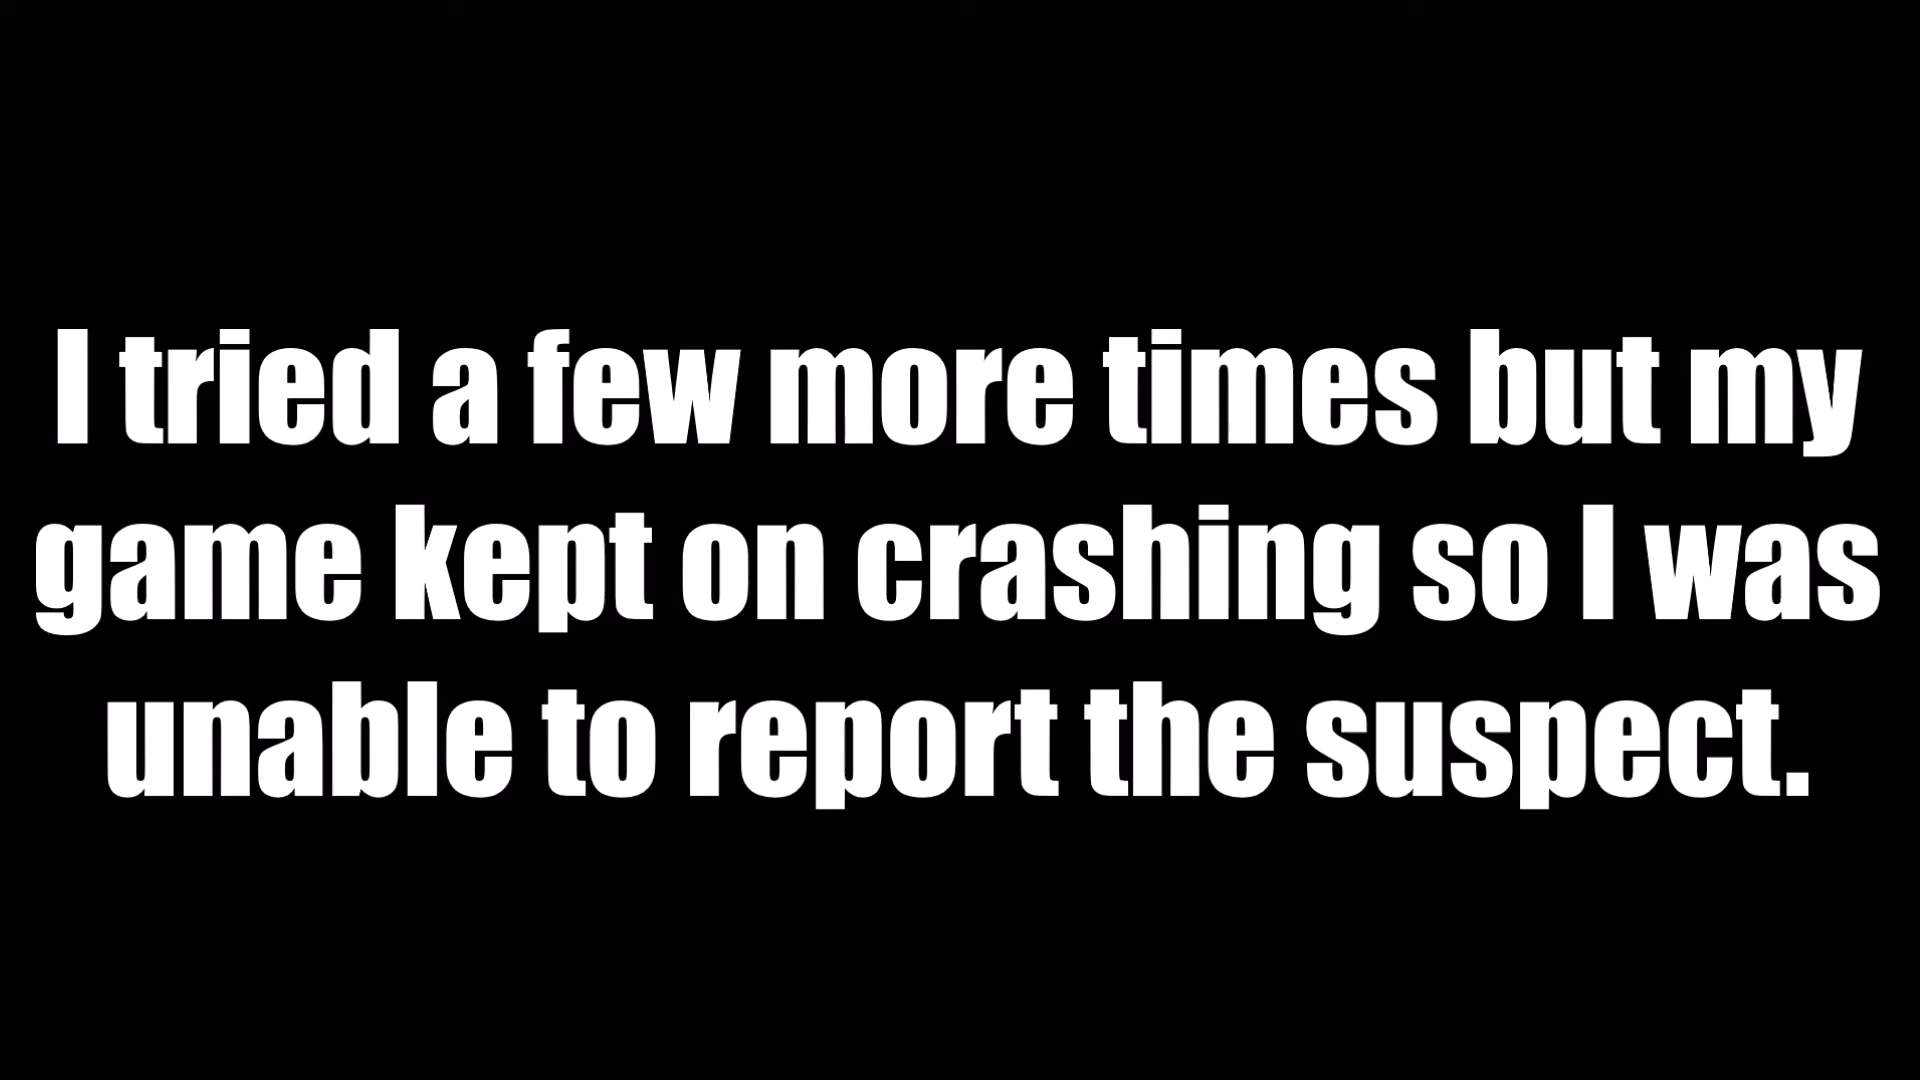 I tried a few more times but my
game kept on crashing so I was
unable to report the suspect.